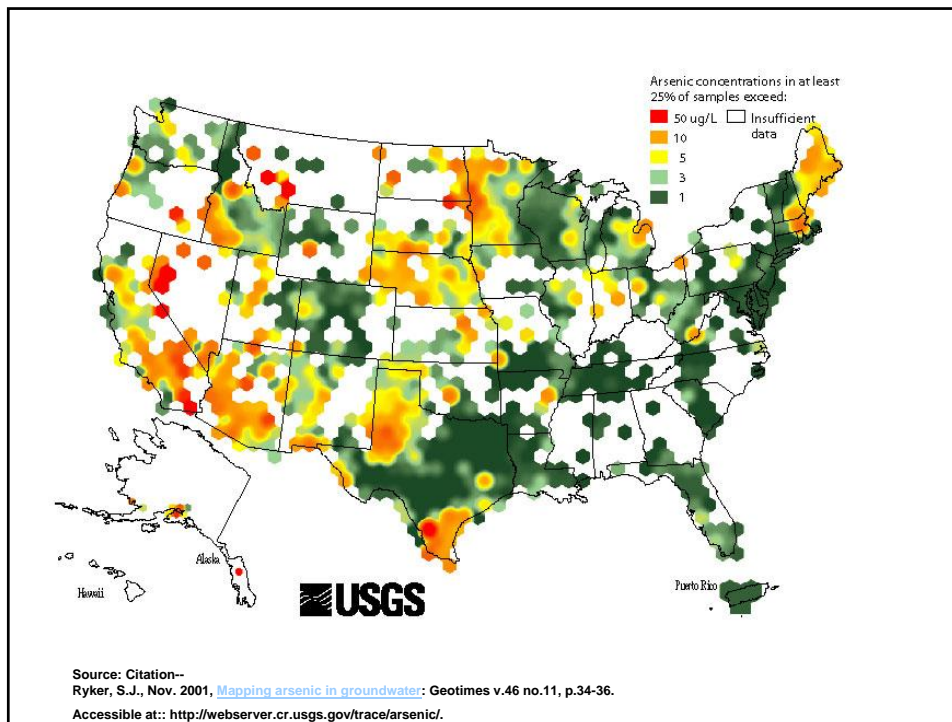 Arsenic concentrations in at least
25% of samples exceed:
50 ug/L
Insufficient
data
10
5
3
1
Alaska
Hawaii
Puerto Rico
USGS
Source: Citation--
Ryker, S.J., Nov. 2001, Mapping arsenic in groundwater: Geotimes v.46 no.11, p.34-36.
Accessible at:: http://webserver.cr.usgs.gov/trace/arsenic/.